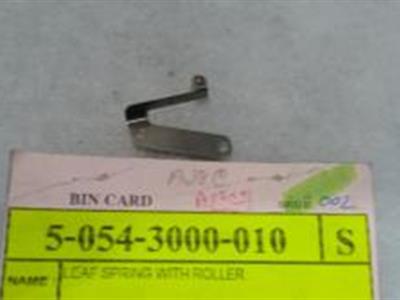 BIN CARD 002
5-054-3000-010 S
NAME: LEAF SPRING WITH ROLLER